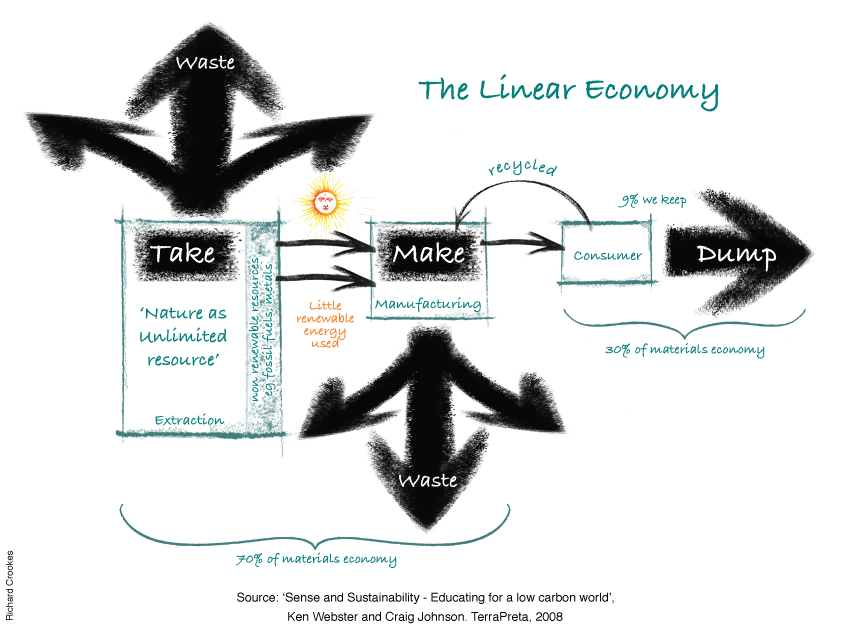 The Linear Economy
Waste
recycled
9% we keep
Take
Make
Consumer
Dump
'Nature as
Unlimited
resource'
non renewable resources
eg fossil fuels, metals
Extraction
Little
renewable
energy
used
Manufacturing
30% of materials economy
Waste
70% of materials economy
Richard Crookes
Source: 'Sense and Sustainability - Educating for a low carbon world',
Ken Webster and Craig Johnson. TerraPreta, 2008